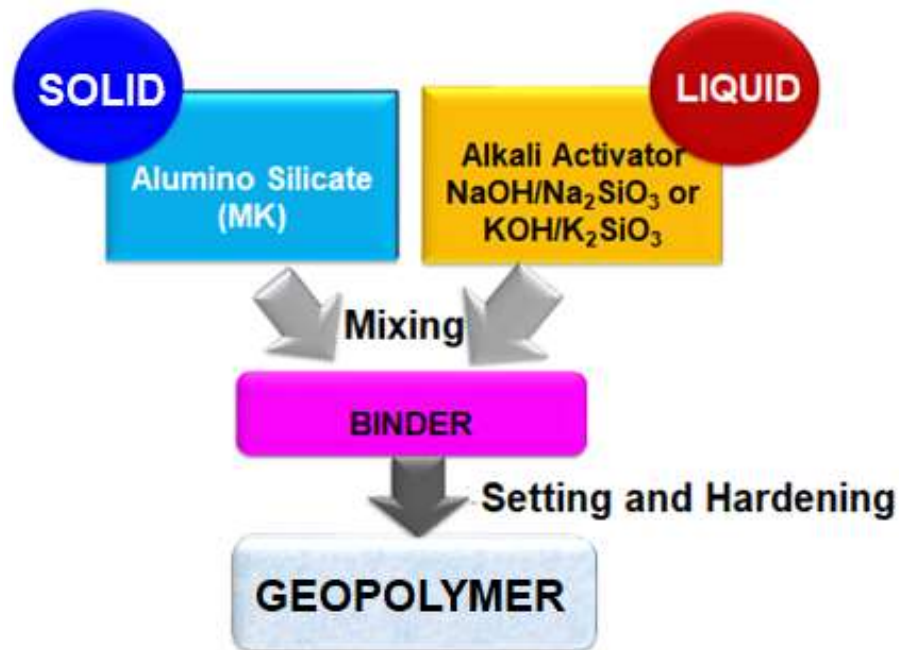 SOLID
LIQUID
Alumino Silicate
(MK)
Alkali Activator
NaOH/Na₂SiO₃ or
KOH/K₂SiO₃
Mixing
BINDER
Setting and Hardening
GEOPOLYMER